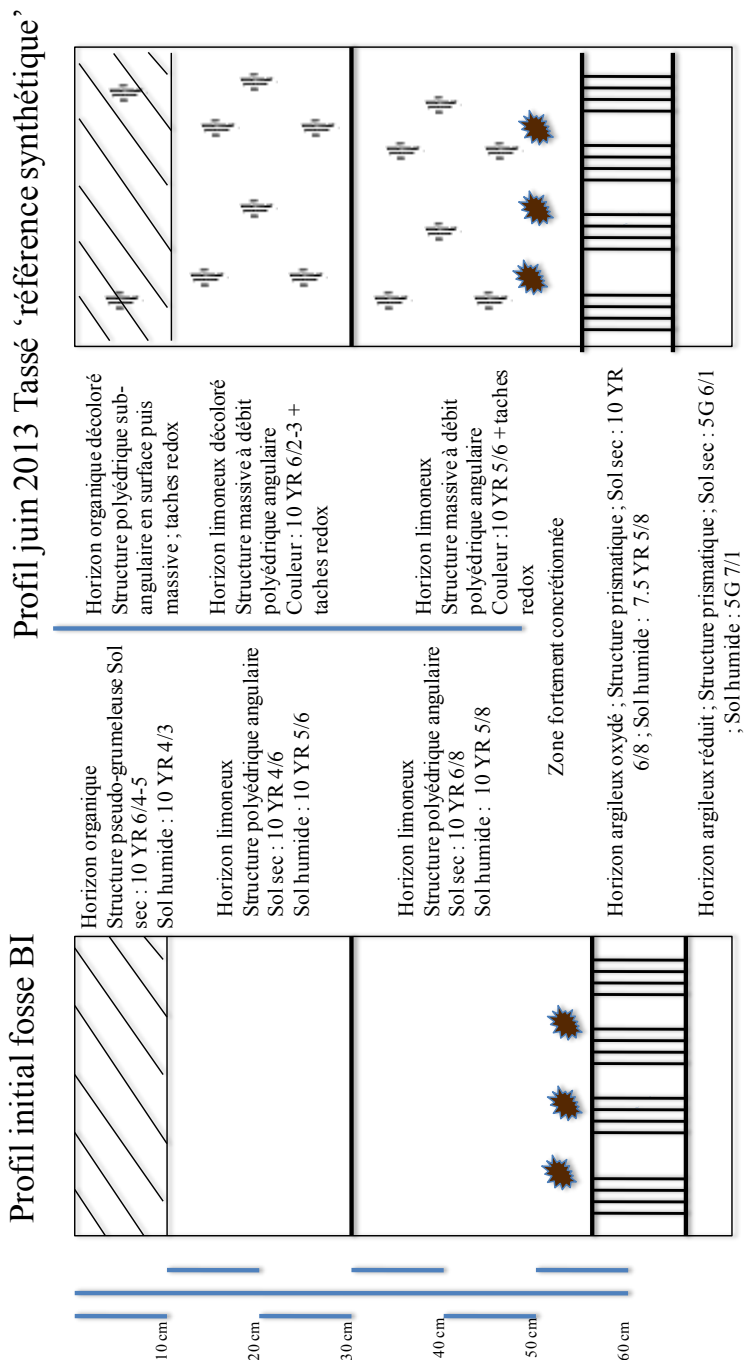 Profil initial fosse BI
10 cm
20 cm
30 cm
40 cm
50 cm
60 cm
Horizon organique
Structure pseudo-grumeleuse Sol
sec : 10 YR 6/4-5
Sol humide : 10 YR 4/3
Horizon limoneux
Structure polyédrique angulaire
Sol sec : 10 YR 4/6
Sol humide : 10 YR 5/6
Horizon limoneux
Structure polyédrique angulaire
Sol sec : 10 YR 6/8
Sol humide : 10 YR 5/8
Profil juin 2013 Tassé ‘référence synthétique’
Horizon organique décoloré
Structure polyédrique sub-
angulaire en surface puis
massive ; taches redox
Horizon limoneux décoloré
Structure massive à débit
polyédrique angulaire
Couleur : 10 YR 6/2-3 +
taches redox
Horizon limoneux
Structure massive à débit
polyédrique angulaire
Couleur :10 YR 5/6 + taches
redox
Zone fortement concrétionnée
Horizon argileux oxydé ; Structure prismatique ; Sol sec : 10 YR
6/8 ; Sol humide : 7.5 YR 5/8
Horizon argileux réduit ; Structure prismatique ; Sol sec : 5G 6/1
; Sol humide : 5G 7/1